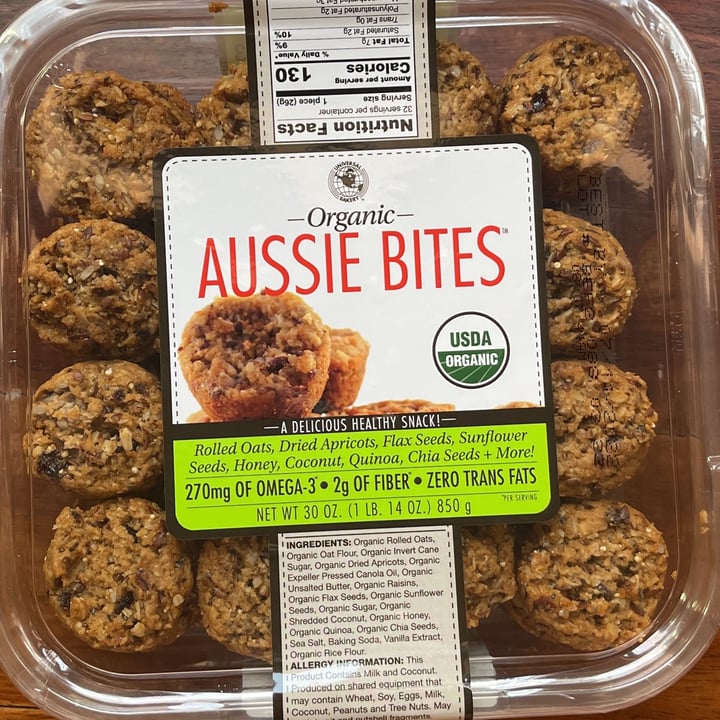 Nutrition Facts
32 servings per container
Serving size 1 piece (26g)
Amount per serving
Calories 130
% Daily Value*
Total Fat 7g 9%
Saturated Fat 2g 10%
Trans Fat 0g
Polyunsaturated Fat 2g
UNIVERSAL
BAKERY
Organic
AUSSIE BITES™
USDA
ORGANIC
A DELICIOUS HEALTHY SNACK!
Rolled Oats, Dried Apricots, Flax Seeds, Sunflower
Seeds, Honey, Coconut, Quinoa, Chia Seeds + More!
270mg OF OMEGA-3* • 2g OF FIBER* • ZERO TRANS FATS
*PER SERVING
NET WT 30 OZ. (1 LB. 14 OZ.) 850 g
INGREDIENTS: Organic Rolled Oats,
Organic Oat Flour, Organic Invert Cane
Sugar, Organic Dried Apricots, Organic
Expeller Pressed Canola Oil, Organic
Unsalted Butter, Organic Raisins,
Organic Flax Seeds, Organic Sunflower
Seeds, Organic Sugar, Organic
Shredded Coconut, Organic Honey,
Organic Quinoa, Organic Chia Seeds,
Sea Salt, Baking Soda, Vanilla Extract,
Organic Rice Flour.
ALLERGY INFORMATION: This
Product Contains Milk and Coconut.
Produced on shared equipment that
may contain Wheat, Soy, Eggs, Milk,
Coconut, Peanuts and Tree Nuts. May
nutshell fragments.
BEST
LOT #